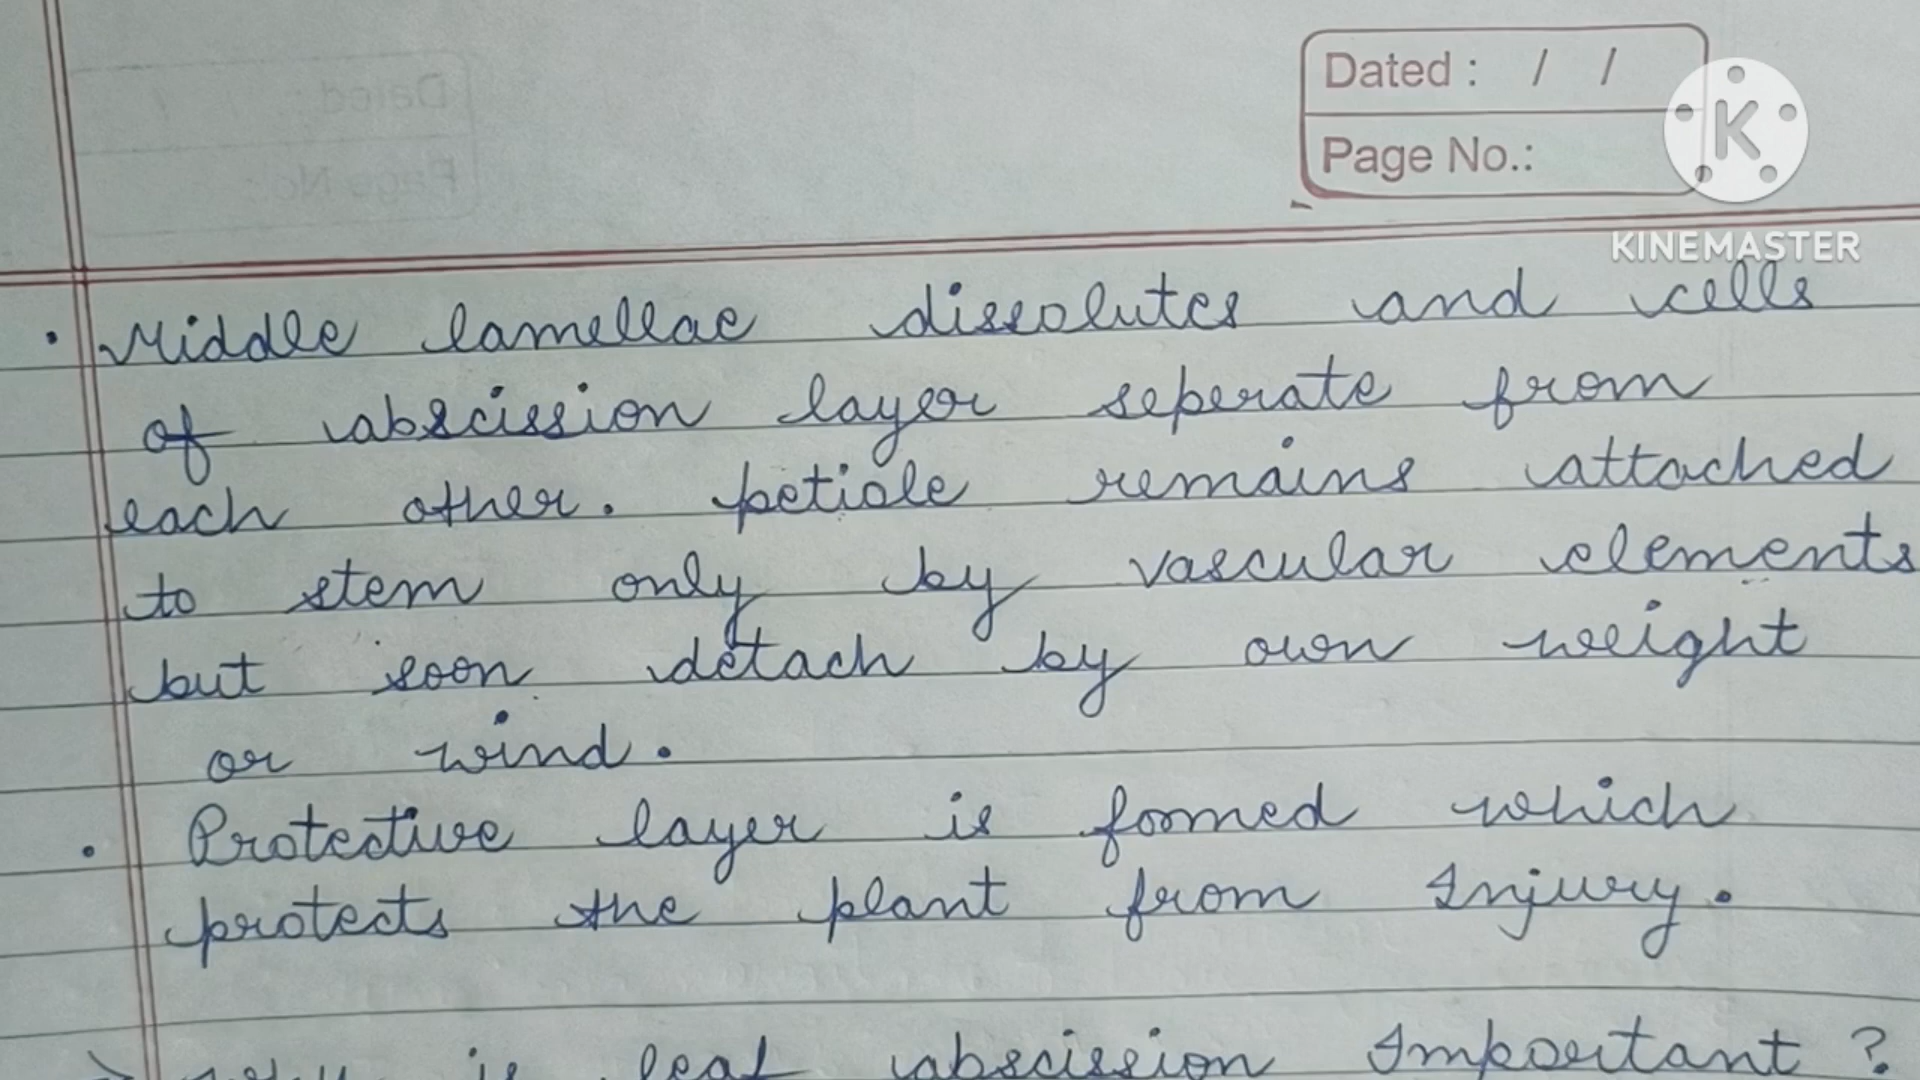 Dated : / /
Page No.:
K
KINEMASTER
• Middle lamellae dissolutes and cells
of abscission layer seperate from
each other. petiole remains attached
to stem only by vascular elements
but soon detach by own weight
or wind.
• Protective layer is formed which
protects the plant from Injury.
→ why is leaf abscission Important ?